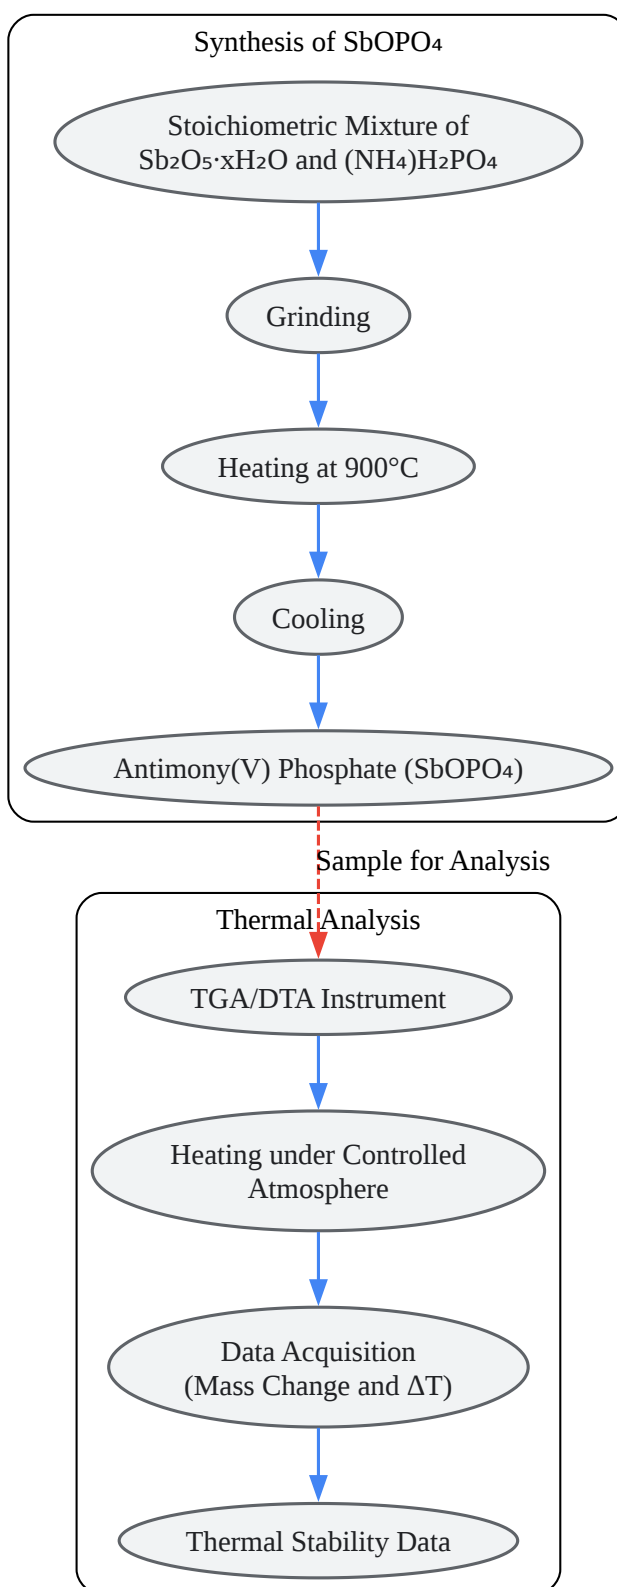 Synthesis of SbOPO₄
Stoichiometric Mixture of
Sb₂O₅·xH₂O and (NH₄)H₂PO₄
Grinding
Heating at 900°C
Cooling
Antimony(V) Phosphate (SbOPO₄)
Sample for Analysis
Thermal Analysis
TGA/DTA Instrument
Heating under Controlled
Atmosphere
Data Acquisition
(Mass Change and ΔT)
Thermal Stability Data